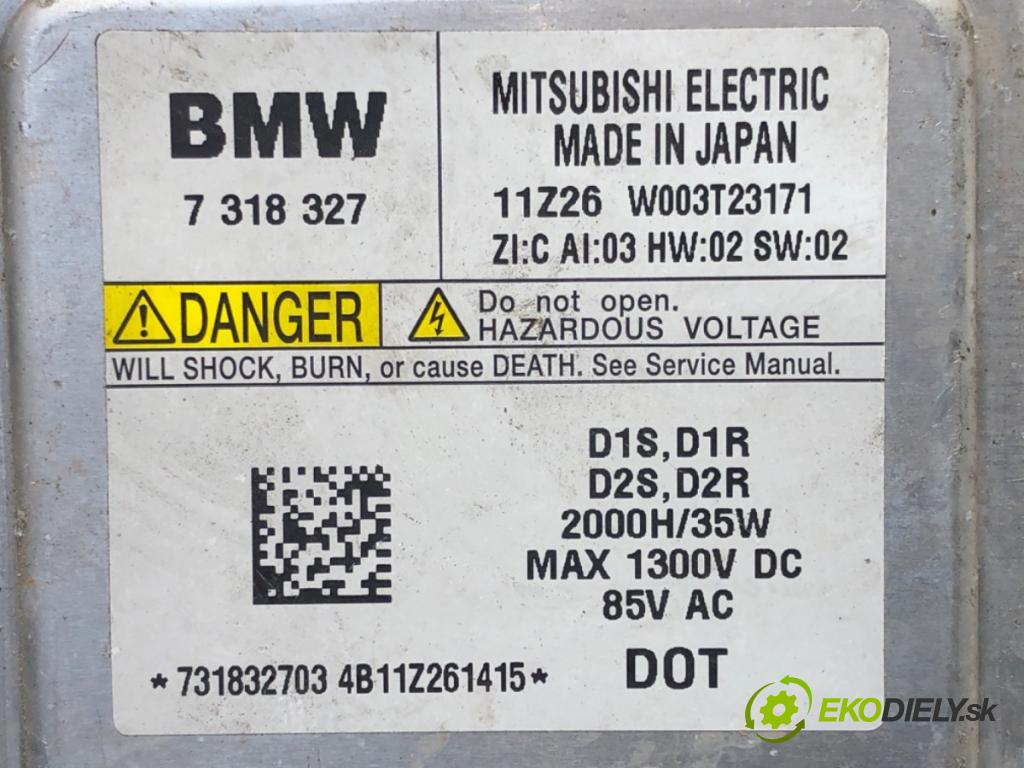 BMW
7 318 327
MITSUBISHI ELECTRIC
MADE IN JAPAN
11Z26 W003T23171
ZI:C AI:03 HW:02 SW:02
DANGER
Do not open.
HAZARDOUS VOLTAGE
WILL SHOCK, BURN, or cause DEATH. See Service Manual.
D1S,D1R
D2S,D2R
2000H/35W
MAX 1300V DC
85V AC
*731832703 4B11Z261415*
DOT
EKODIELY.sk